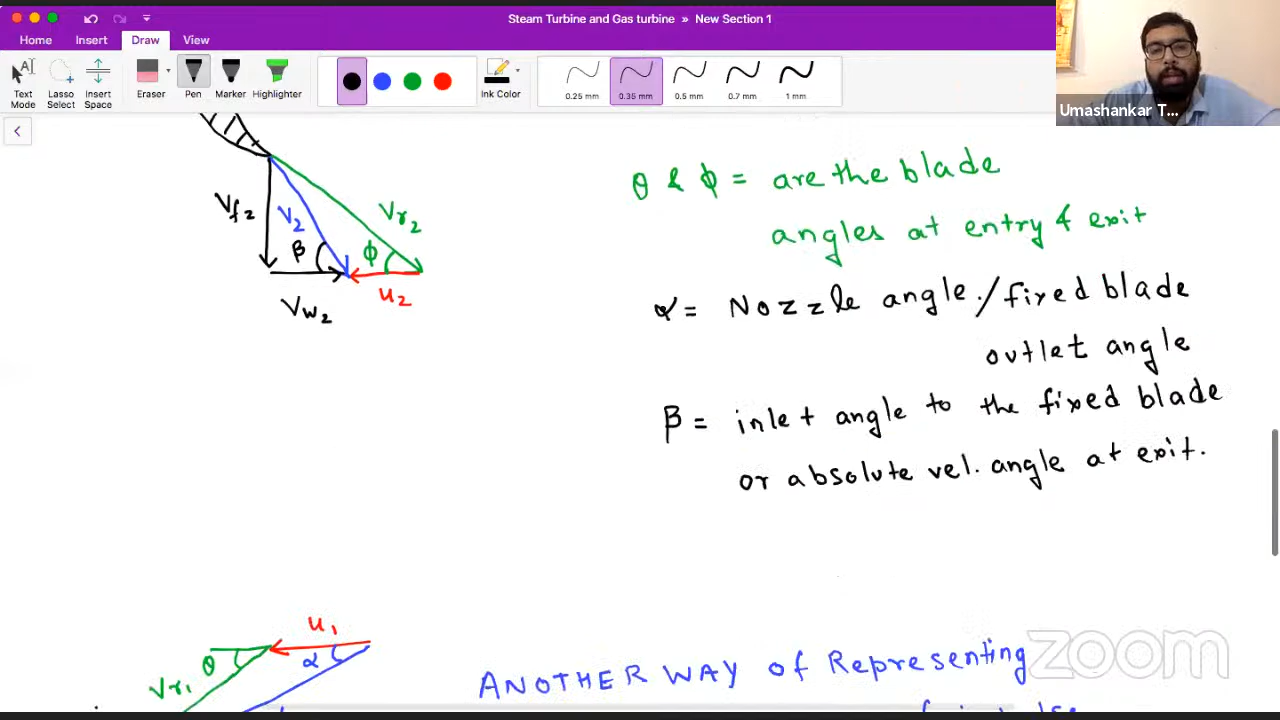 Steam Turbine and Gas turbine » New Section 1
Home Insert Draw View
Text Mode
Lasso Select
Insert Space
Eraser
Pen
Marker
Highlighter
Ink Color
0.25 mm
0.35 mm
0.5 mm
0.7 mm
1 mm
Umashankar T...
Vf2
V2
Vr2
β
φ
u2
Vw2
θ & φ = are the blade
angles at entry & exit
α = Nozzle angle/fixed blade
outlet angle
β = inlet angle to the fixed blade
or absolute vel. angle at exit.
u1
θ
α
Vr1
ANOTHER WAY of Representing
zoom